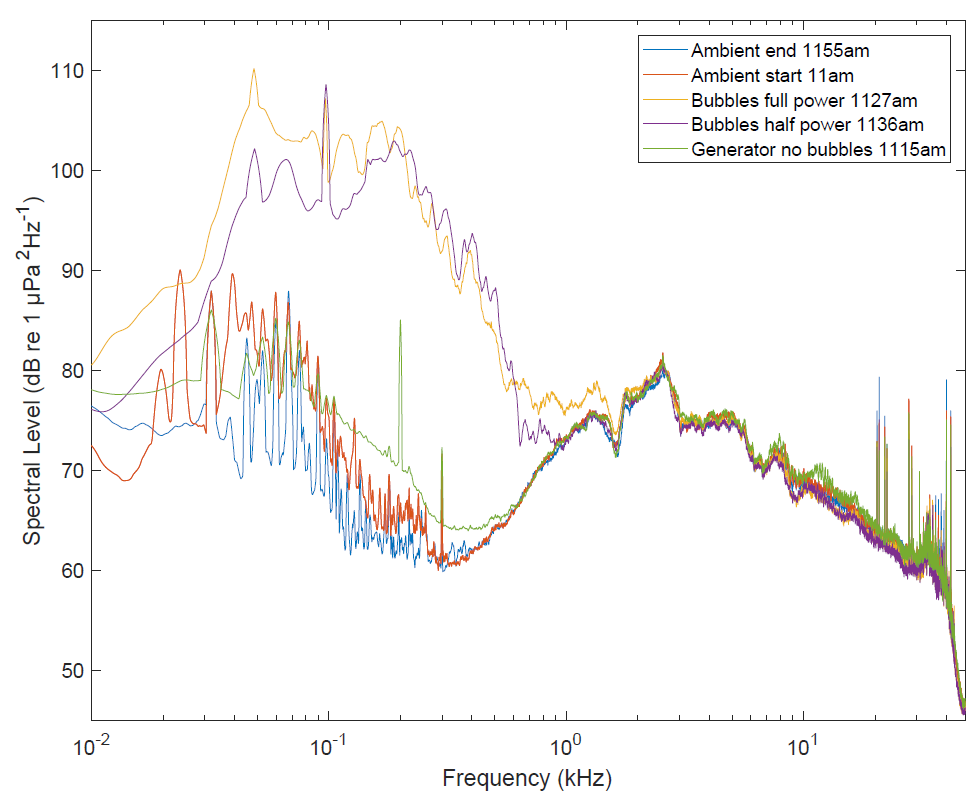 110
100
90
80
70
60
50
Spectral Level (dB re 1 µPa ²Hz⁻¹)
Ambient end 1155am
Ambient start 11am
Bubbles full power 1127am
Bubbles half power 1136am
Generator no bubbles 1115am
10⁻² 10⁻¹ 10⁰ 10¹
Frequency (kHz)